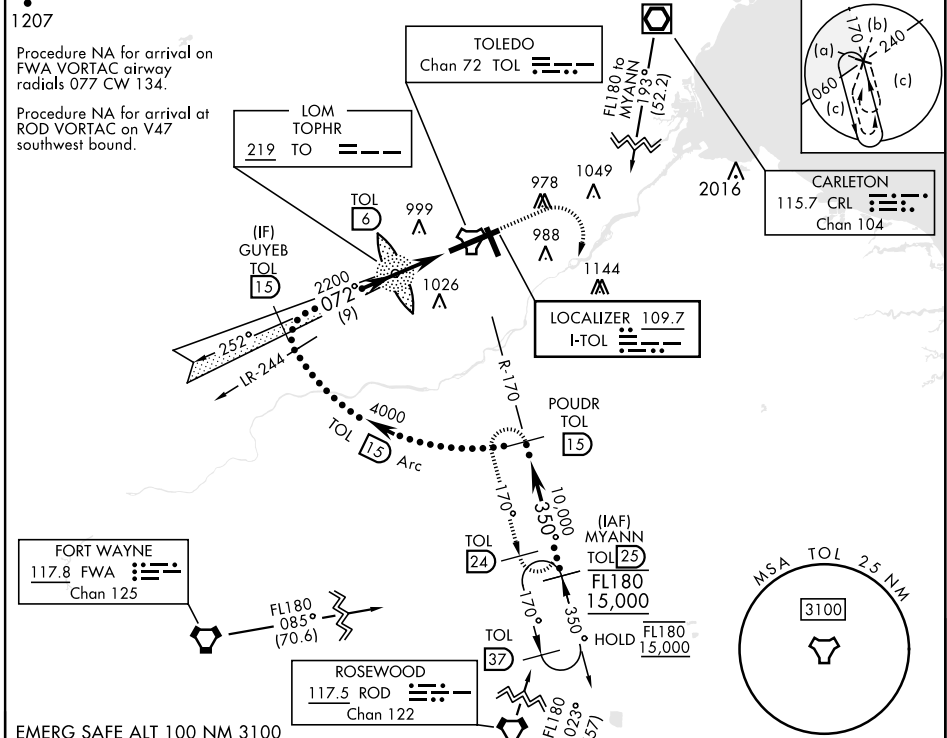 1207
Procedure NA for arrival on
FWA VORTAC airway
radials 077 CW 134.
Procedure NA for arrival at
ROD VORTAC on V47
southwest bound.
TOLEDO
Chan 72 TOL
LOM
TOPHR
219 TO
FL180 to
MYANN
193°
(52.2)
170
(b)
240
(a)
(c)
060
(c)
2016
CARLETON
115.7 CRL
Chan 104
978
1049
988
1144
TOL
6
999
1026
(IF)
GUYEB
TOL
15
2200
072°
(9)
252°
LR-244
LOCALIZER 109.7
I-TOL
R-170
4000
TOL 15 Arc
POUDR
TOL
15
170°
10,000
350°
TOL
24
(IAF)
MYANN
TOL 25
FL180
15,000
170°
350°
HOLD FL180
15,000
TOL
37
FORT WAYNE
117.8 FWA
Chan 125
FL180
085°
(70.6)
ROSEWOOD
117.5 ROD
Chan 122
FL180
023°
57)
MSA TOL 25 NM
3100
EMERG SAFE ALT 100 NM 3100